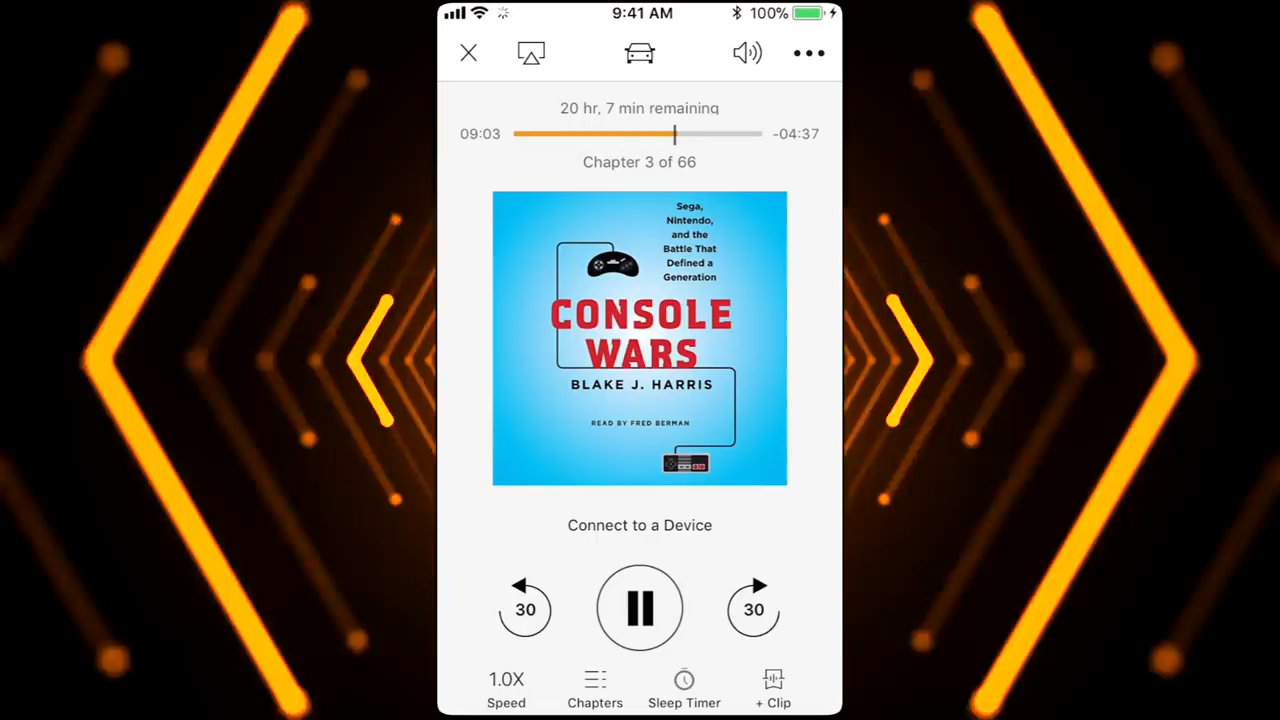 9:41 AM 100%
20 hr, 7 min remaining
09:03 -04:37
Chapter 3 of 66
Sega,
Nintendo,
and the
Battle That
Defined a
Generation
CONSOLE
WARS
BLAKE J. HARRIS
READ BY FRED BERMAN
Connect to a Device
30 30
1.0X
Speed Chapters Sleep Timer + Clip